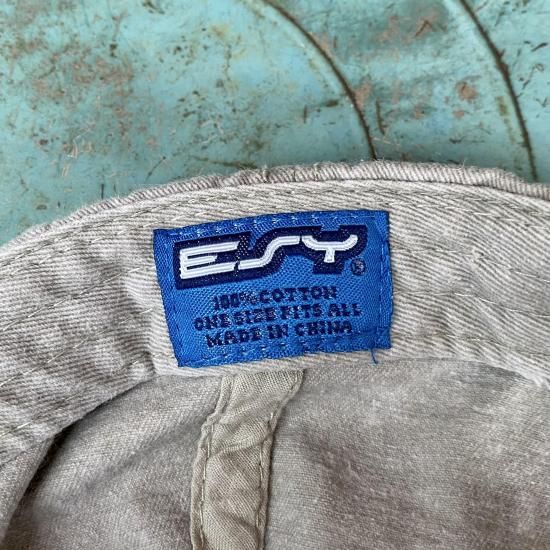 ESY®
100% COTTON
ONE SIZE FITS ALL
MADE IN CHINA